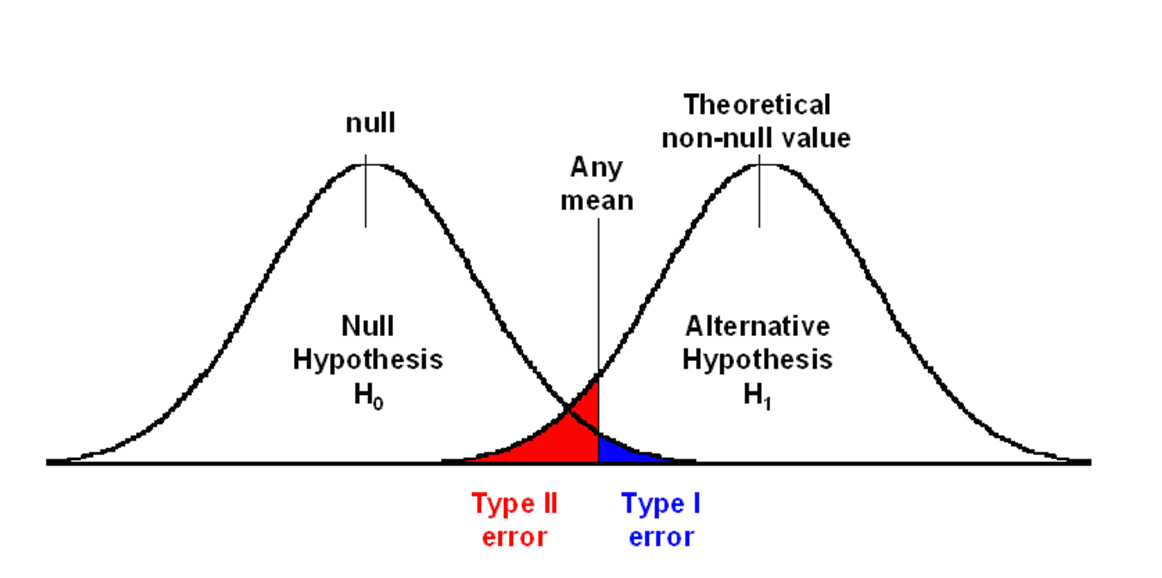 null
Theoretical
non-null value
Any
mean
Null
Hypothesis
H₀
Alternative
Hypothesis
H₁
Type II
error
Type I
error